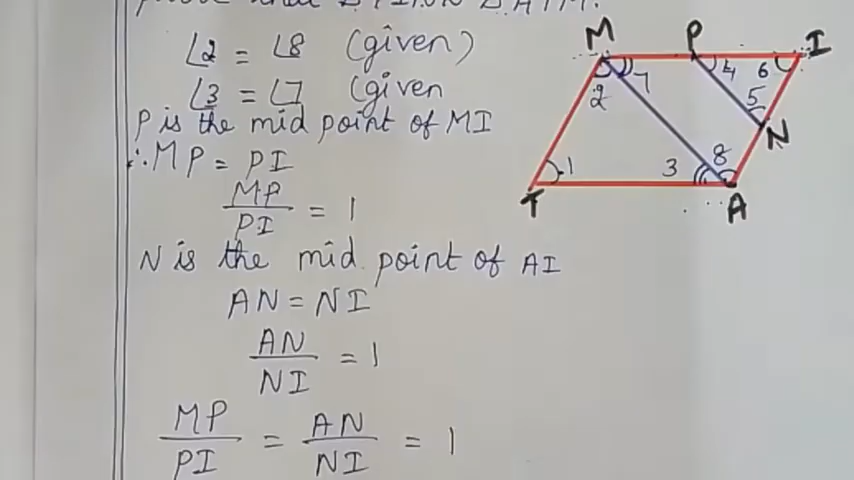 prove that
∠2 = ∠8 (given)
∠3 = ∠7 (given
P is the mid point of MI
∴ MP = PI
MP/PI = 1
N is the mid point of AI
AN = NI
AN/NI = 1
MP/PI = AN/NI = 1
M P I
7 4 6
2 5
N
8
1 3
T A